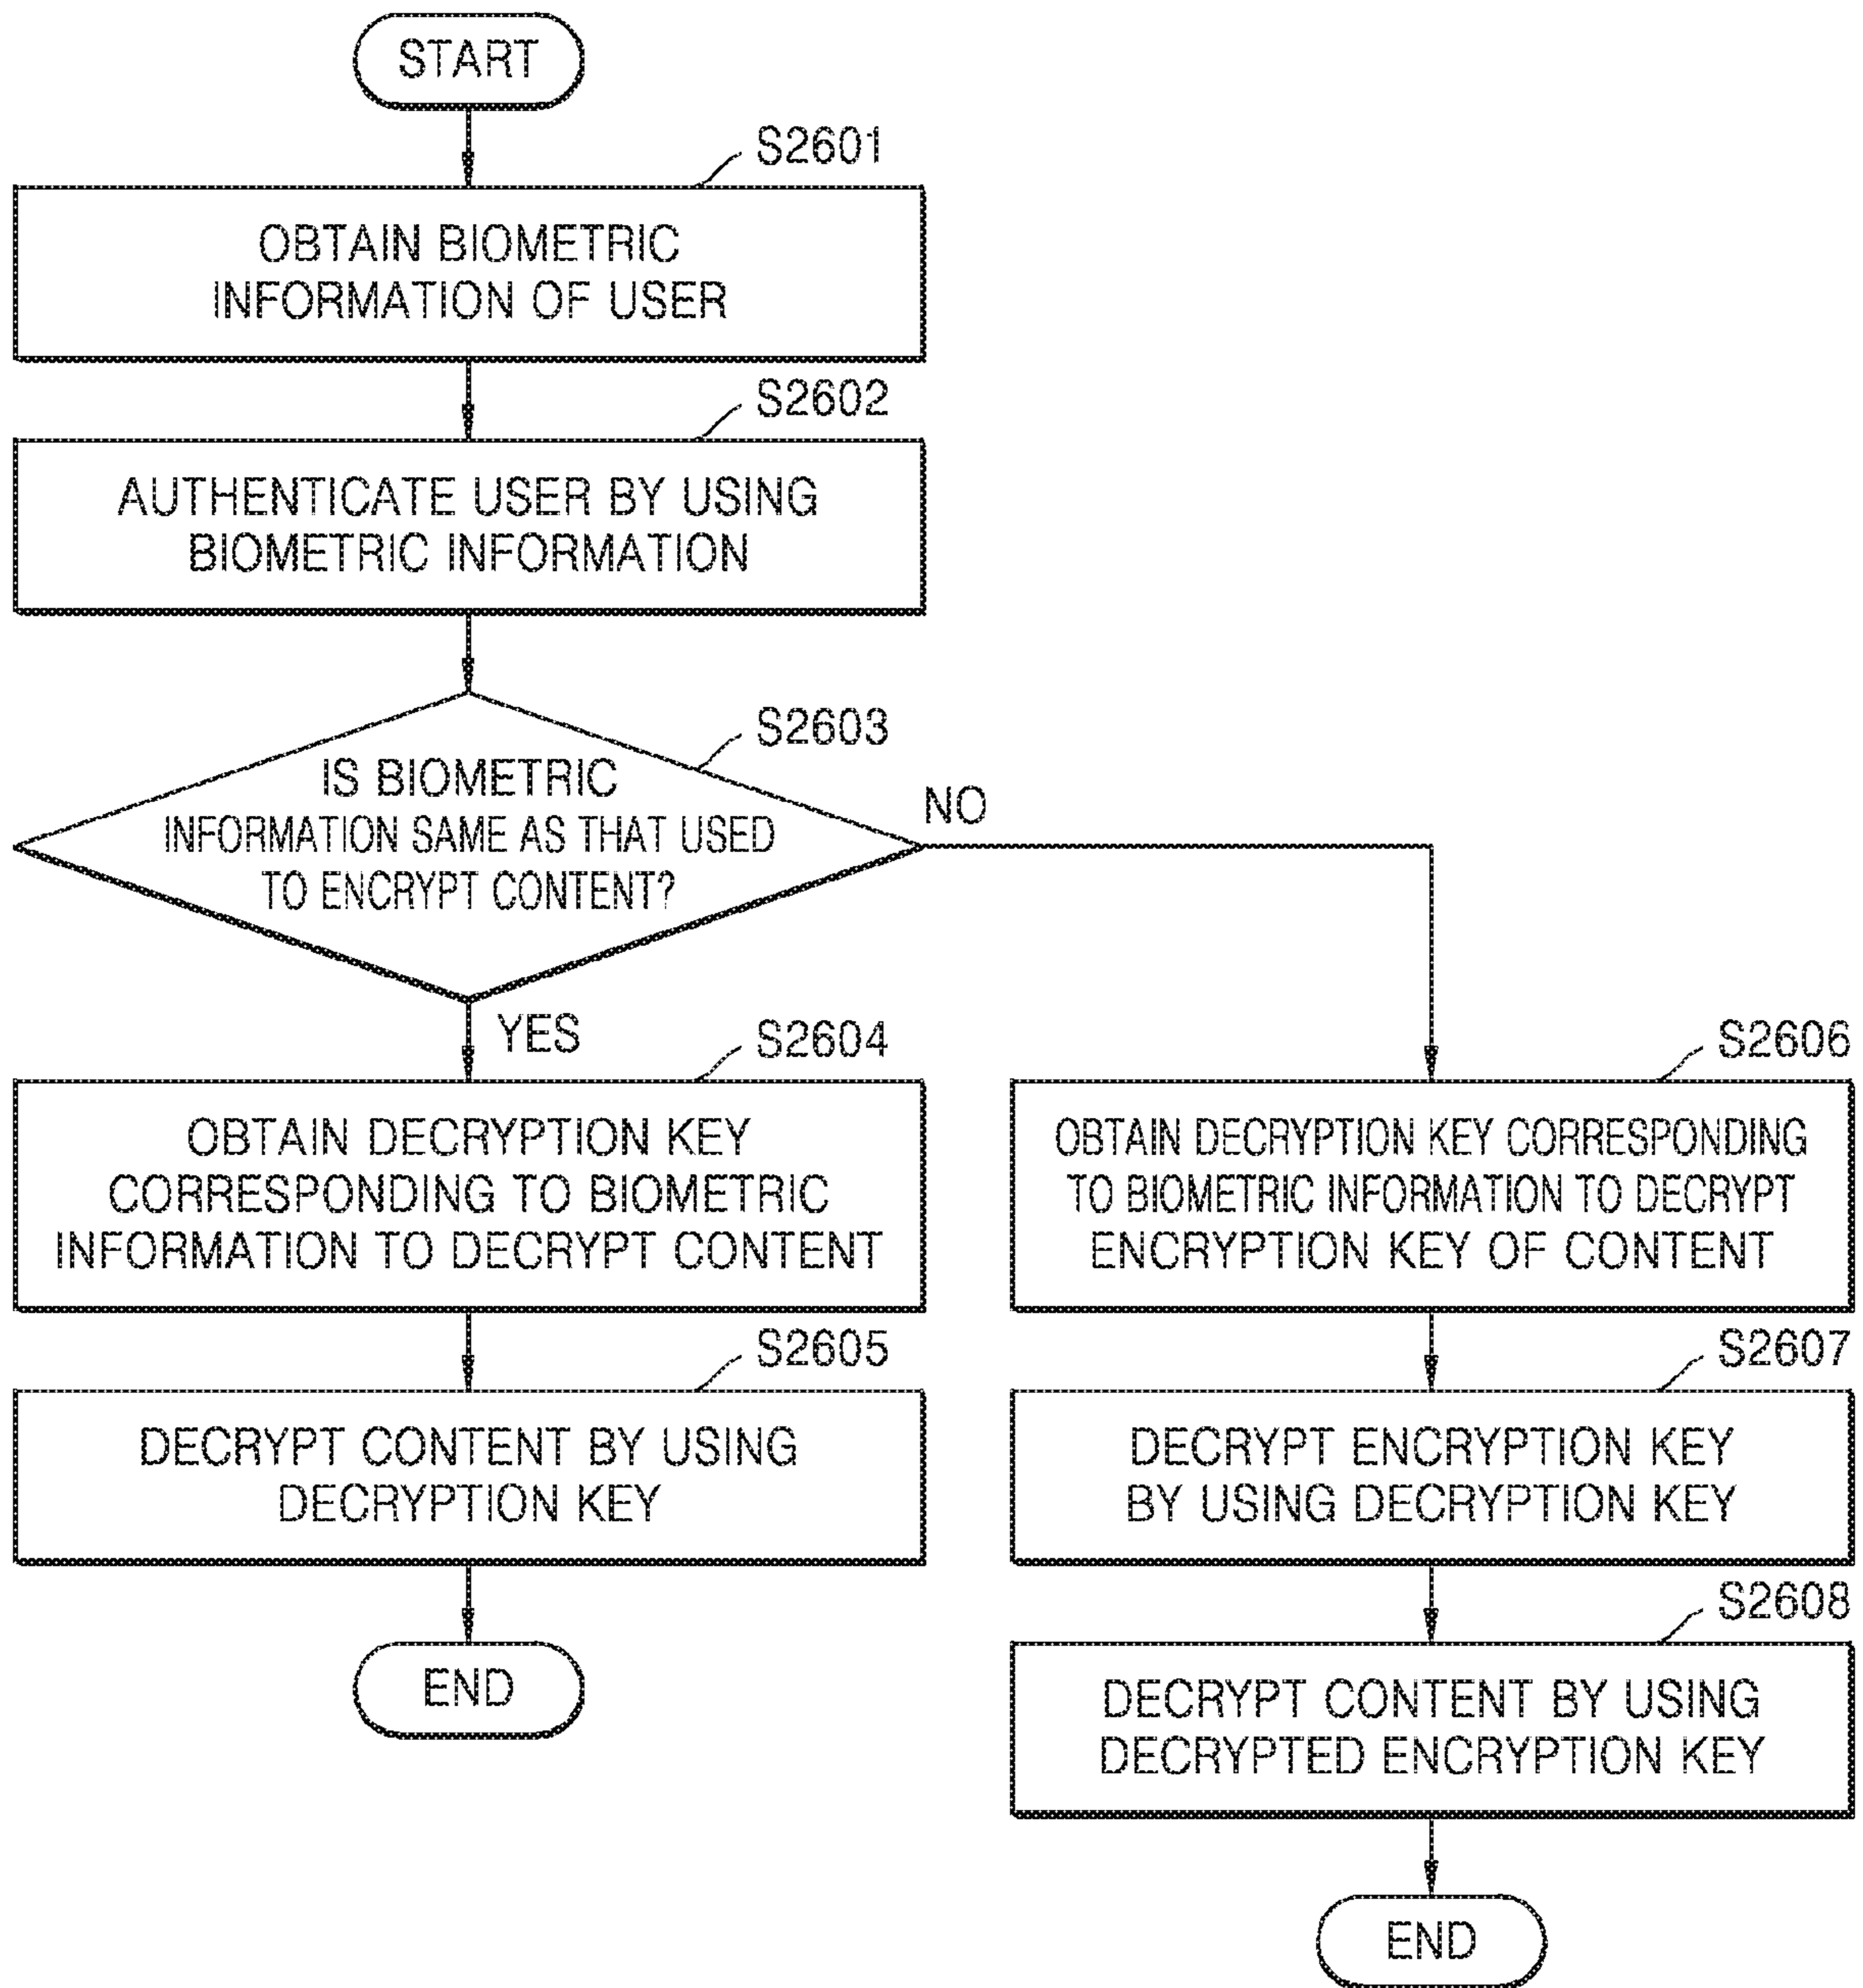 START
S2601
OBTAIN BIOMETRIC
INFORMATION OF USER
S2602
AUTHENTICATE USER BY USING
BIOMETRIC INFORMATION
S2603
IS BIOMETRIC
INFORMATION SAME AS THAT USED
TO ENCRYPT CONTENT?
NO
YES
S2604
OBTAIN DECRYPTION KEY
CORRESPONDING TO BIOMETRIC
INFORMATION TO DECRYPT CONTENT
S2605
DECRYPT CONTENT BY USING
DECRYPTION KEY
END
S2606
OBTAIN DECRYPTION KEY CORRESPONDING
TO BIOMETRIC INFORMATION TO DECRYPT
ENCRYPTION KEY OF CONTENT
S2607
DECRYPT ENCRYPTION KEY
BY USING DECRYPTION KEY
S2608
DECRYPT CONTENT BY USING
DECRYPTED ENCRYPTION KEY
END